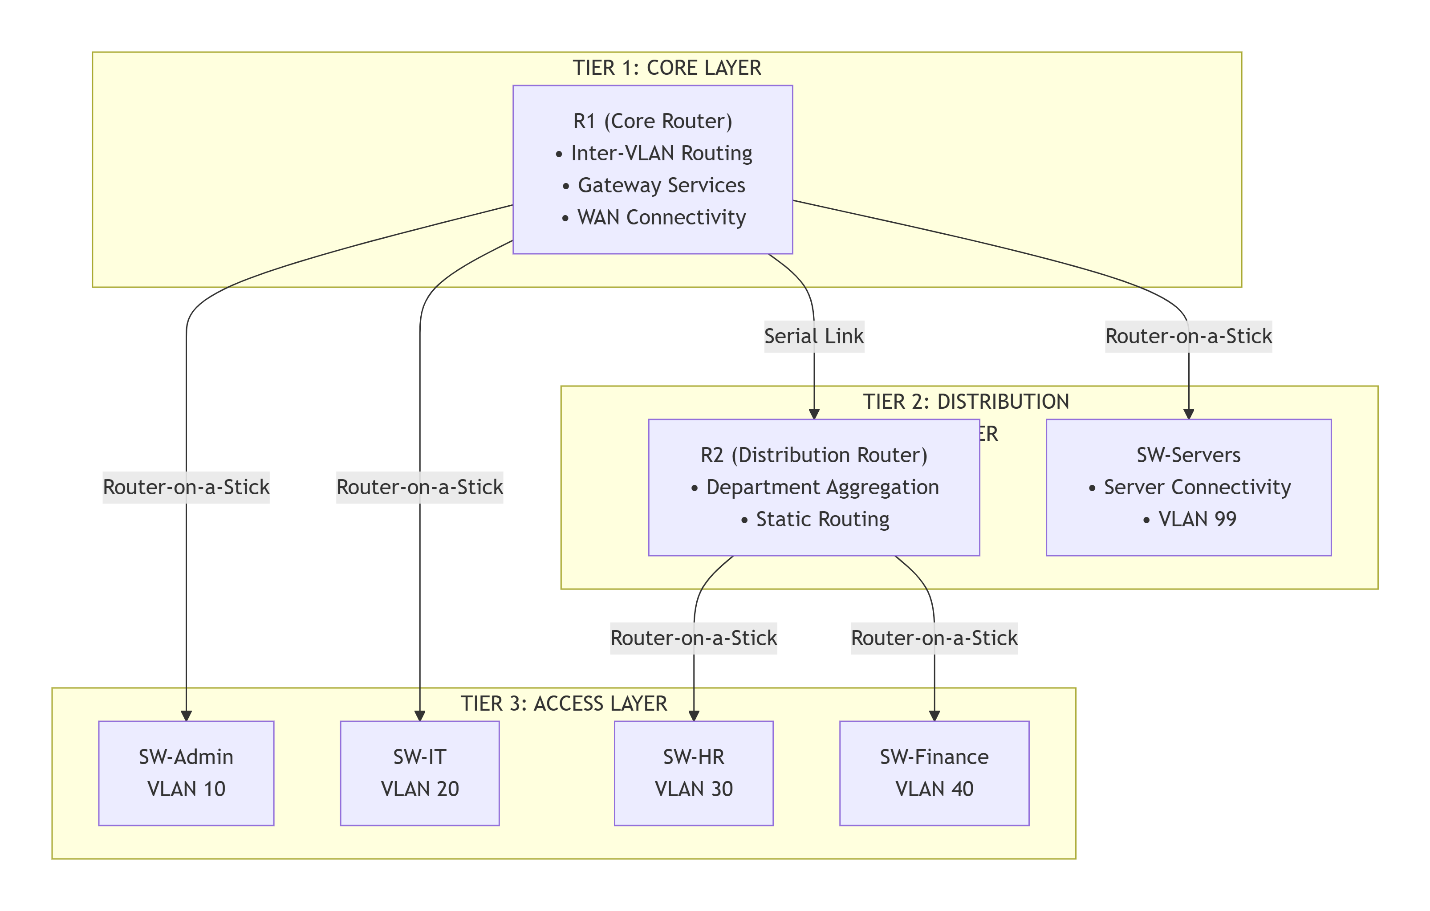 TIER 1: CORE LAYER
R1 (Core Router)
• Inter-VLAN Routing
• Gateway Services
• WAN Connectivity
Serial Link
Router-on-a-Stick
TIER 2: DISTRIBUTION
R2 (Distribution Router)
• Department Aggregation
• Static Routing
SW-Servers
• Server Connectivity
• VLAN 99
Router-on-a-Stick
Router-on-a-Stick
Router-on-a-Stick
Router-on-a-Stick
TIER 3: ACCESS LAYER
SW-Admin
VLAN 10
SW-IT
VLAN 20
SW-HR
VLAN 30
SW-Finance
VLAN 40